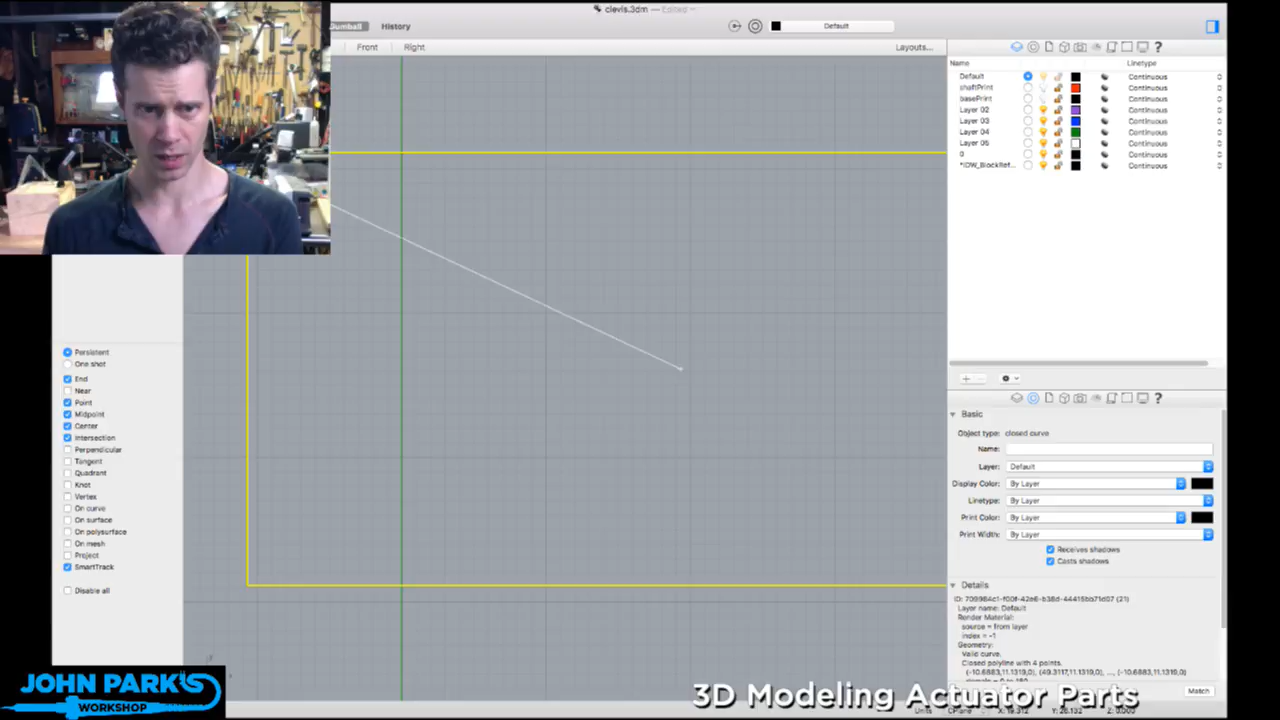 clevis.3dm — Edited
Gumball
History
Default
Front
Right
Layouts...
Name
Linetype
Default
Continuous
shaftPrint
Continuous
basePrint
Continuous
Layer 02
Continuous
Layer 03
Continuous
Layer 04
Continuous
Layer 05
Continuous
0
Continuous
Continuous
Persistent
One shot
End
Near
Point
Midpoint
Center
Intersection
Perpendicular
Tangent
Quadrant
Knot
Vertex
On curve
On surface
On polysurface
On mesh
Project
SmartTrack
Disable all
Basic
Object type: closed curve
Name:
Layer: Default
Display Color: By Layer
Linetype: By Layer
Print Color: By Layer
Print Width: By Layer
Receives shadows
Casts shadows
Details
Layer name: Default
Render Material:
source = from layer
index = -1
Geometry:
Valid curve.
Closed polyline with 4 points.
Match
JOHN PARK'S
WORKSHOP
3D Modeling Actuator Parts
Units
CPlane